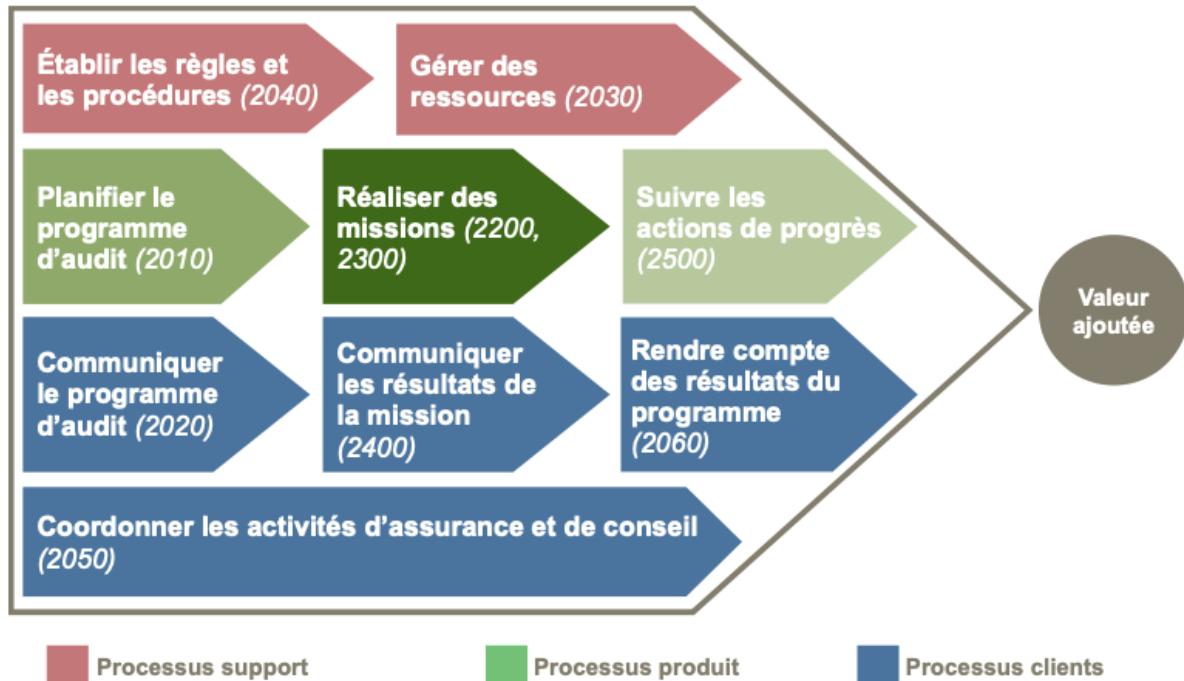 Établir les règles et
les procédures (2040)
Gérer des
ressources (2030)
Planifier le
programme
d'audit (2010)
Réaliser des
missions (2200,
2300)
Suivre les
actions de progrès
(2500)
Communiquer
le programme
d'audit (2020)
Communiquer
les résultats de
la mission
(2400)
Rendre compte
des résultats du
programme
(2060)
Coordonner les activités d'assurance et de conseil
(2050)
Valeur
ajoutée
Processus support
Processus produit
Processus clients